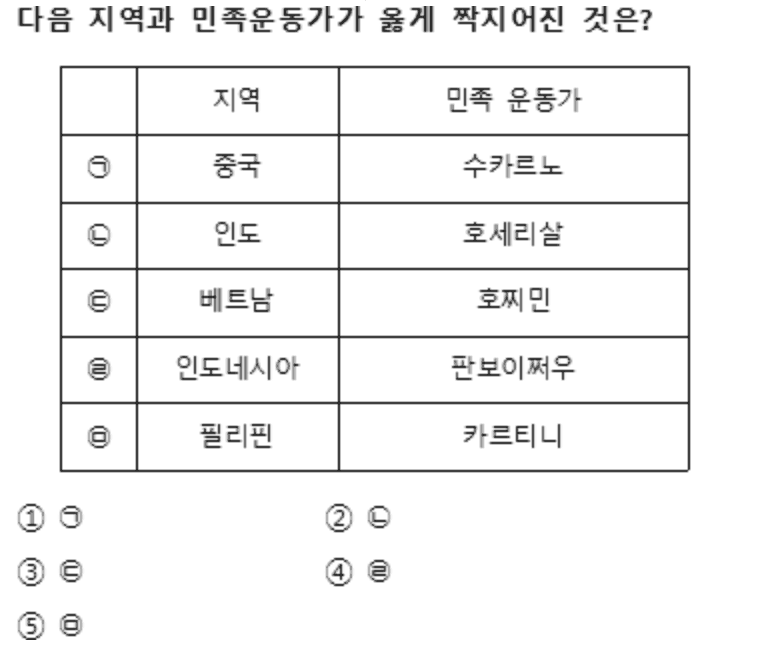 다음 지역과 민족운동가가 옳게 짝지어진 것은?
지역 민족 운동가
㉠ 중국 수카르노
㉡ 인도 호세리살
㉢ 베트남 호찌민
㉣ 인도네시아 판보이쩌우
㉤ 필리핀 카르티니
① ㉠ ② ㉡
③ ㉢ ④ ㉣
⑤ ㉤